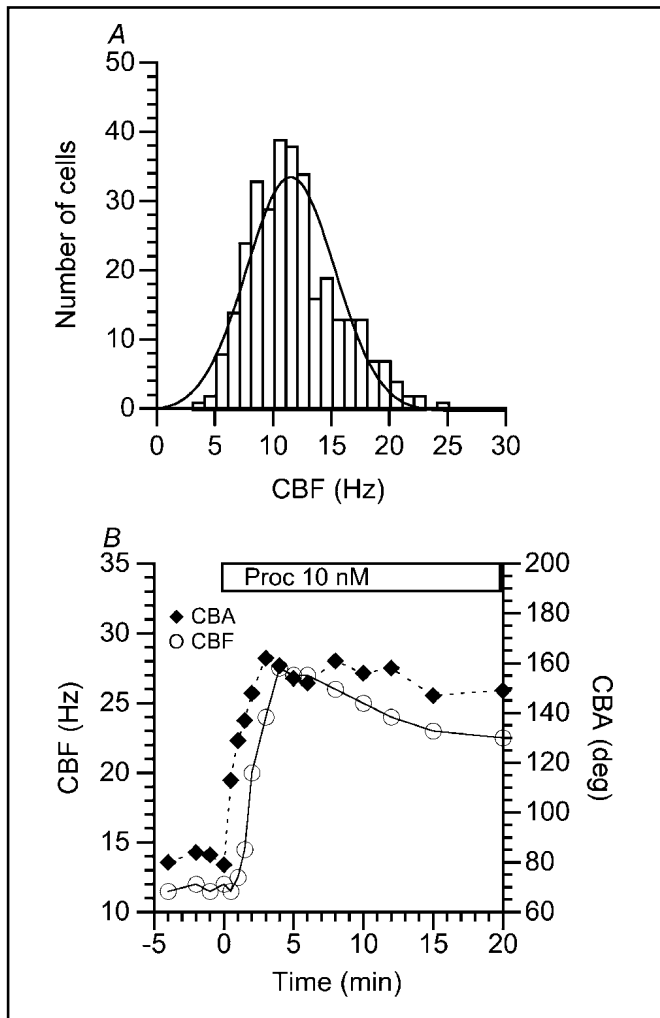 A
50
40
30
20
10
0
Number of cells
0 5 10 15 20 25 30
CBF (Hz)
B
35
30
25
20
15
10
CBF (Hz)
Proc 10 nM
CBA
CBF
200
180
160
140
120
100
80
60
CBA (deg)
-5 0 5 10 15 20
Time (min)